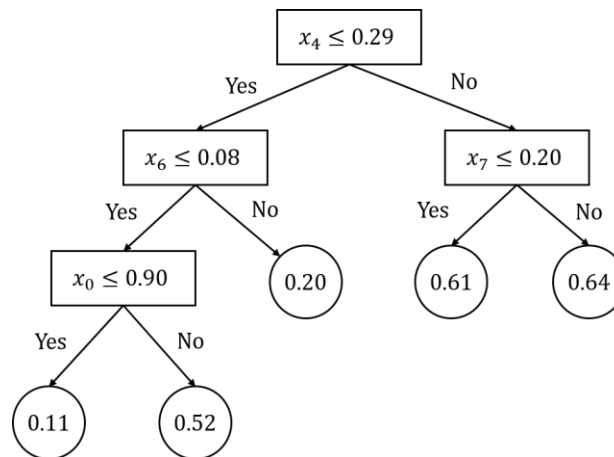 x₄ ≤ 0.29
Yes
No
x₆ ≤ 0.08
x₇ ≤ 0.20
Yes
No
Yes
No
x₀ ≤ 0.90
0.20
0.61
0.64
Yes
No
0.11
0.52